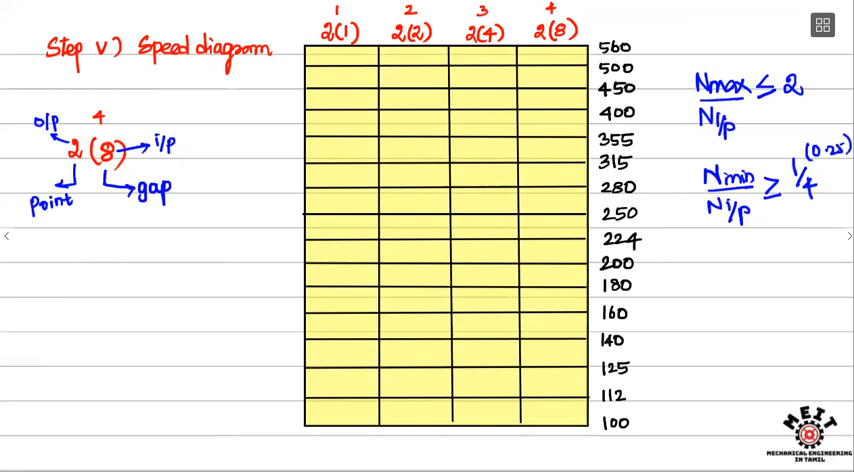 Step V) Speed diagram
1 2 3 4
2(1) 2(2) 2(4) 2(8)
560
500
450
400
355
315
280
250
224
200
180
160
140
125
112
100
4
o/p
2(8)
i/p
Point
gap
Nmax/Ni/p ≤ 2
Nmin/Ni/p ≥ 1/4 (0.25)
MEIT
MECHANICAL ENGINEERING
IN TAMIL